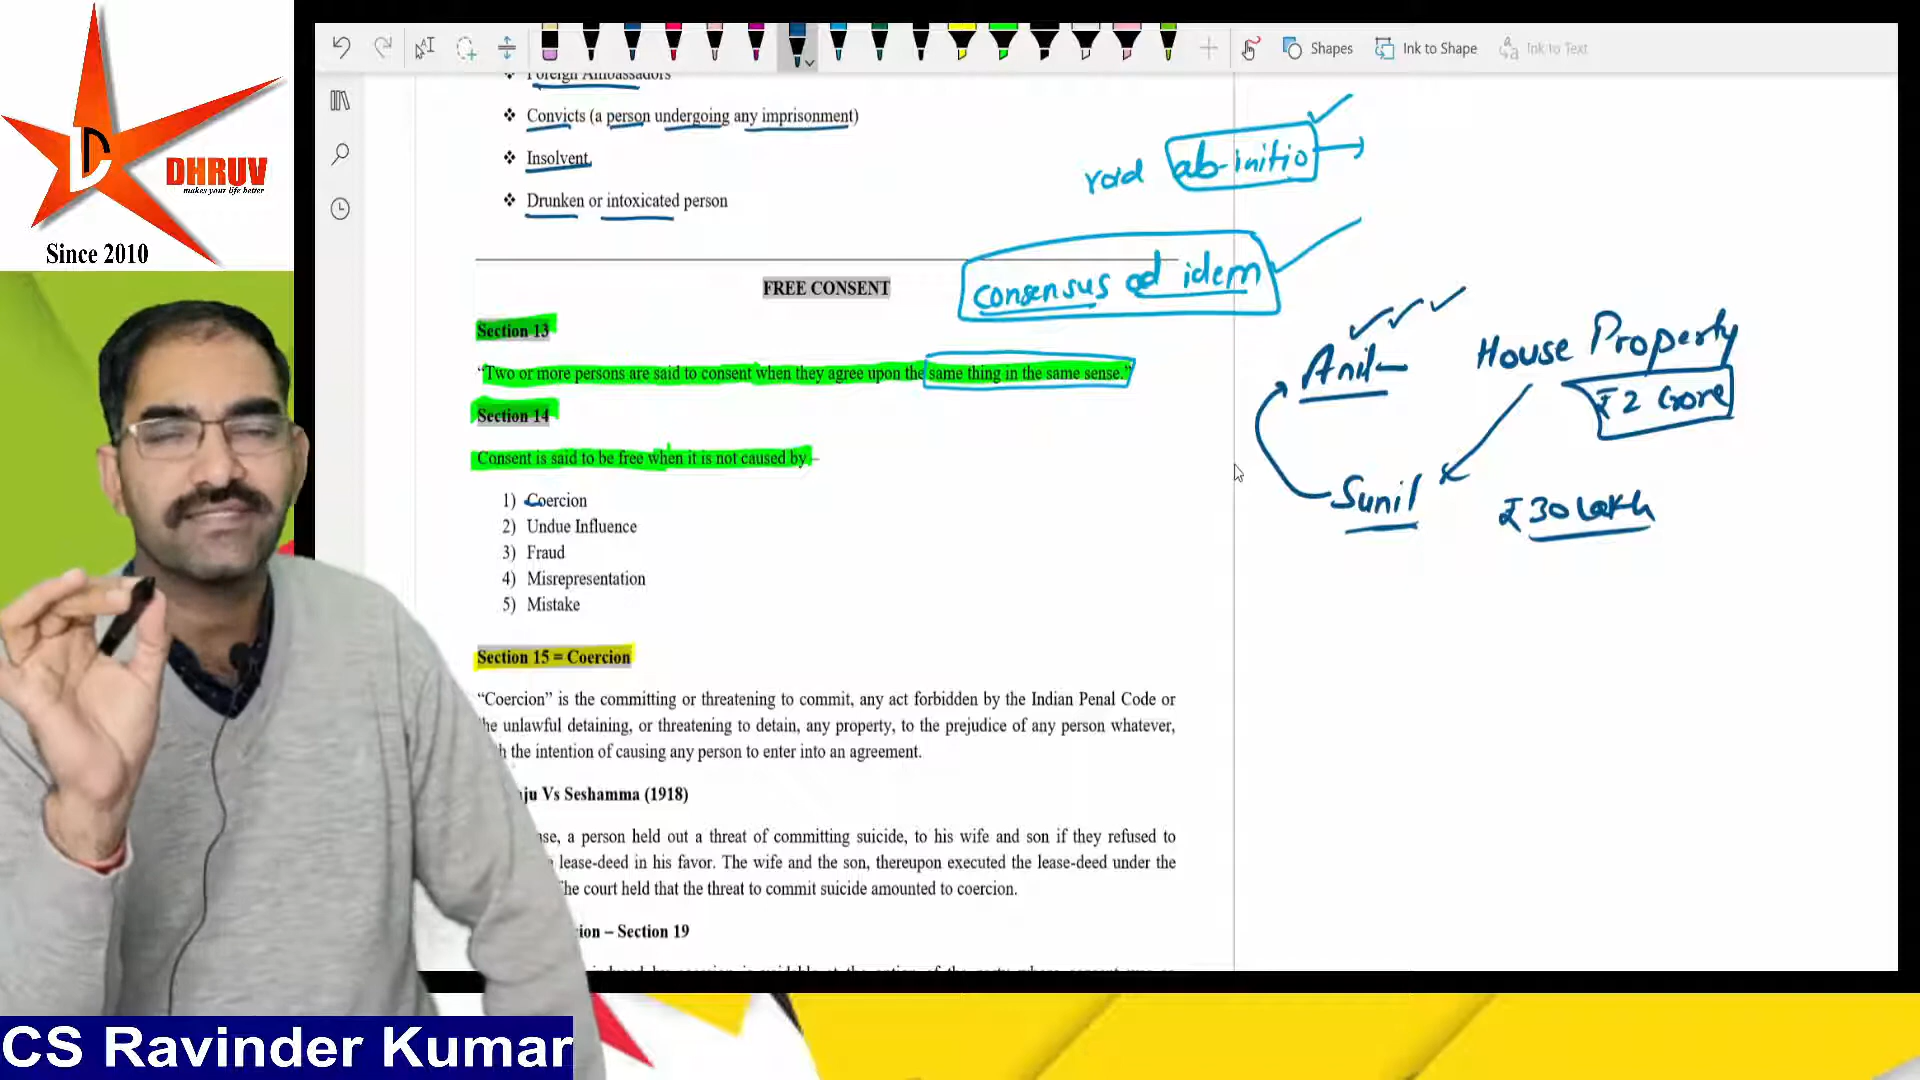 DHRUV
makes your life better
Since 2010
Shapes
Ink to Shape
Ink to Text
Foreign Ambassadors
❖ Convicts (a person undergoing any imprisonment)
❖ Insolvent
❖ Drunken or intoxicated person
void ab-initio
FREE CONSENT
consensus ad idem
Section 13
“Two or more persons are said to consent when they agree upon the same thing in the same sense.”
Section 14
Consent is said to be free when it is not caused by –
1) Coercion
2) Undue Influence
3) Fraud
4) Misrepresentation
5) Mistake
Anil
House Property
₹2 Crore
Sunil
₹30 Lakh
Section 15 = Coercion
“Coercion” is the committing or threatening to commit, any act forbidden by the Indian Penal Code or
unlawful detaining, or threatening to detain, any property, to the prejudice of any person whatever,
the intention of causing any person to enter into an agreement.
Vs Seshamma (1918)
a person held out a threat of committing suicide, to his wife and son if they refused to
lease-deed in his favor. The wife and the son, thereupon executed the lease-deed under the
court held that the threat to commit suicide amounted to coercion.
– Section 19
CS Ravinder Kumar